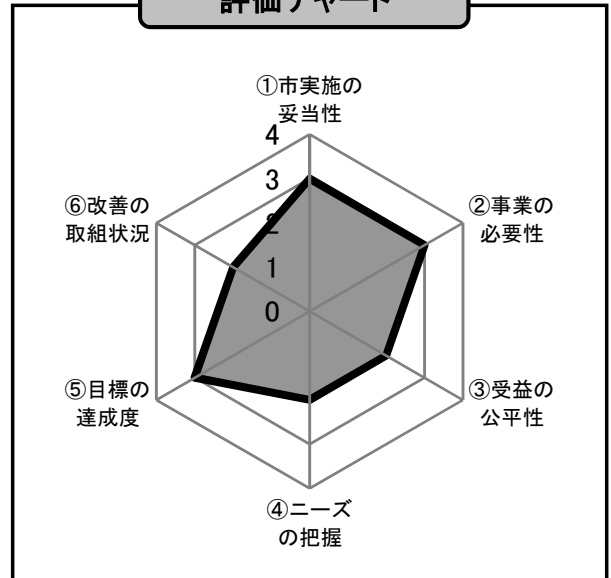 評価チャート
①市実施の
妥当性
4
3
2
1
0
②事業の
必要性
③受益の
公平性
④ニーズ
の把握
⑤目標の
達成度
⑥改善の
取組状況